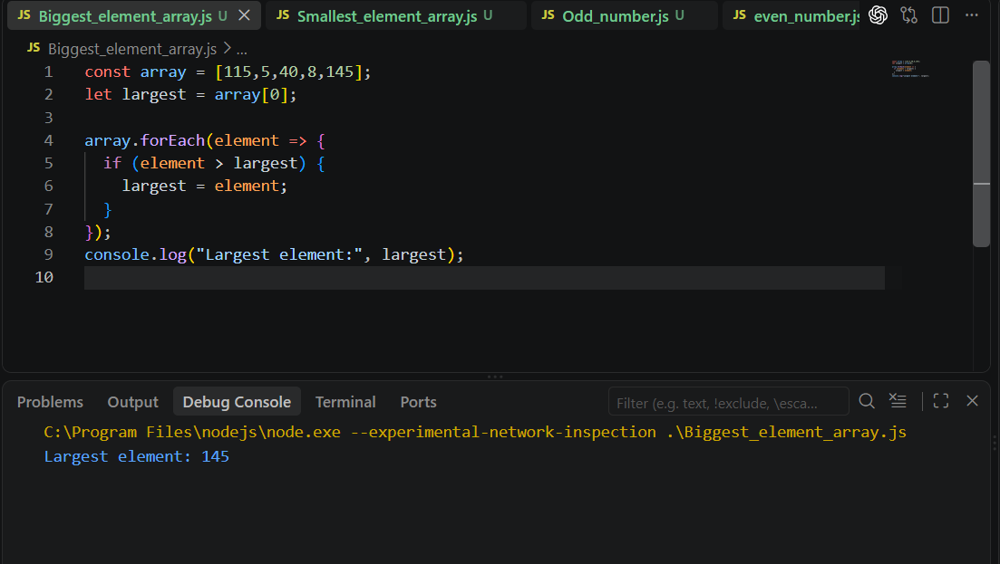 JS Biggest_element_array.js U JS Smallest_element_array.js U JS Odd_number.js U JS even_number.js
JS Biggest_element_array.js > ...
1 const array = [115,5,40,8,145];
2 let largest = array[0];
3
4 array.forEach(element => {
5 if (element > largest) {
6 largest = element;
7 }
8 });
9 console.log("Largest element:", largest);
10
Problems Output Debug Console Terminal Ports Filter (e.g. text, !exclude, \esca...
C:\Program Files\nodejs\node.exe --experimental-network-inspection .\Biggest_element_array.js
Largest element: 145